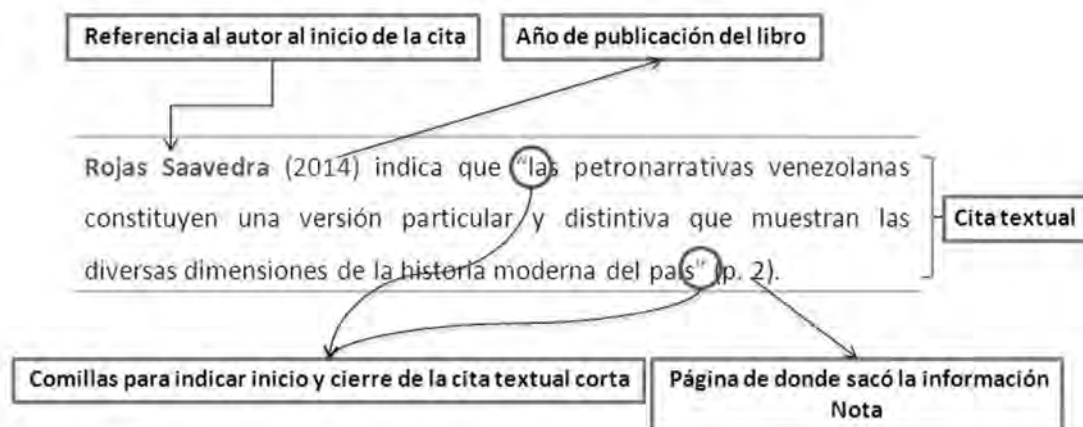 Referencia al autor al inicio de la cita
Año de publicación del libro
Rojas Saavedra (2014) indica que “las petronarrativas venezolanas
constituyen una versión particular y distintiva que muestran las
diversas dimensiones de la historia moderna del país” (p. 2).
Cita textual
Comillas para indicar inicio y cierre de la cita textual corta
Página de donde sacó la información
Nota